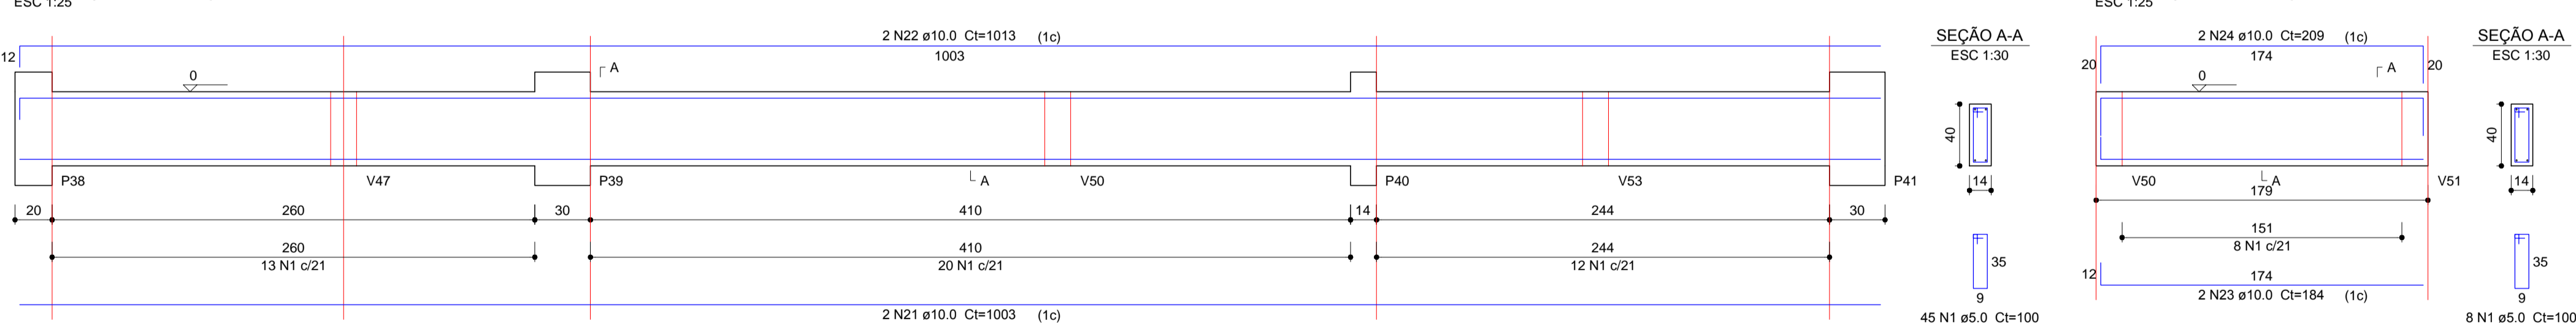 ESC 1:25
2 N22 ø10.0 Ct=1013 (1c)
12
1003
0
A
P38
V47
P39
A
V50
P40
V53
P41
20
260
30
410
14
244
30
260
13 N1 c/21
410
20 N1 c/21
244
12 N1 c/21
2 N21 ø10.0 Ct=1003 (1c)
SEÇÃO A-A
ESC 1:30
40
14
35
9
45 N1 ø5.0 Ct=100
ESC 1:25
2 N24 ø10.0 Ct=209 (1c)
20
174
20
0
A
V50
A
V51
179
151
8 N1 c/21
12
174
2 N23 ø10.0 Ct=184 (1c)
SEÇÃO A-A
ESC 1:30
40
14
35
9
8 N1 ø5.0 Ct=100